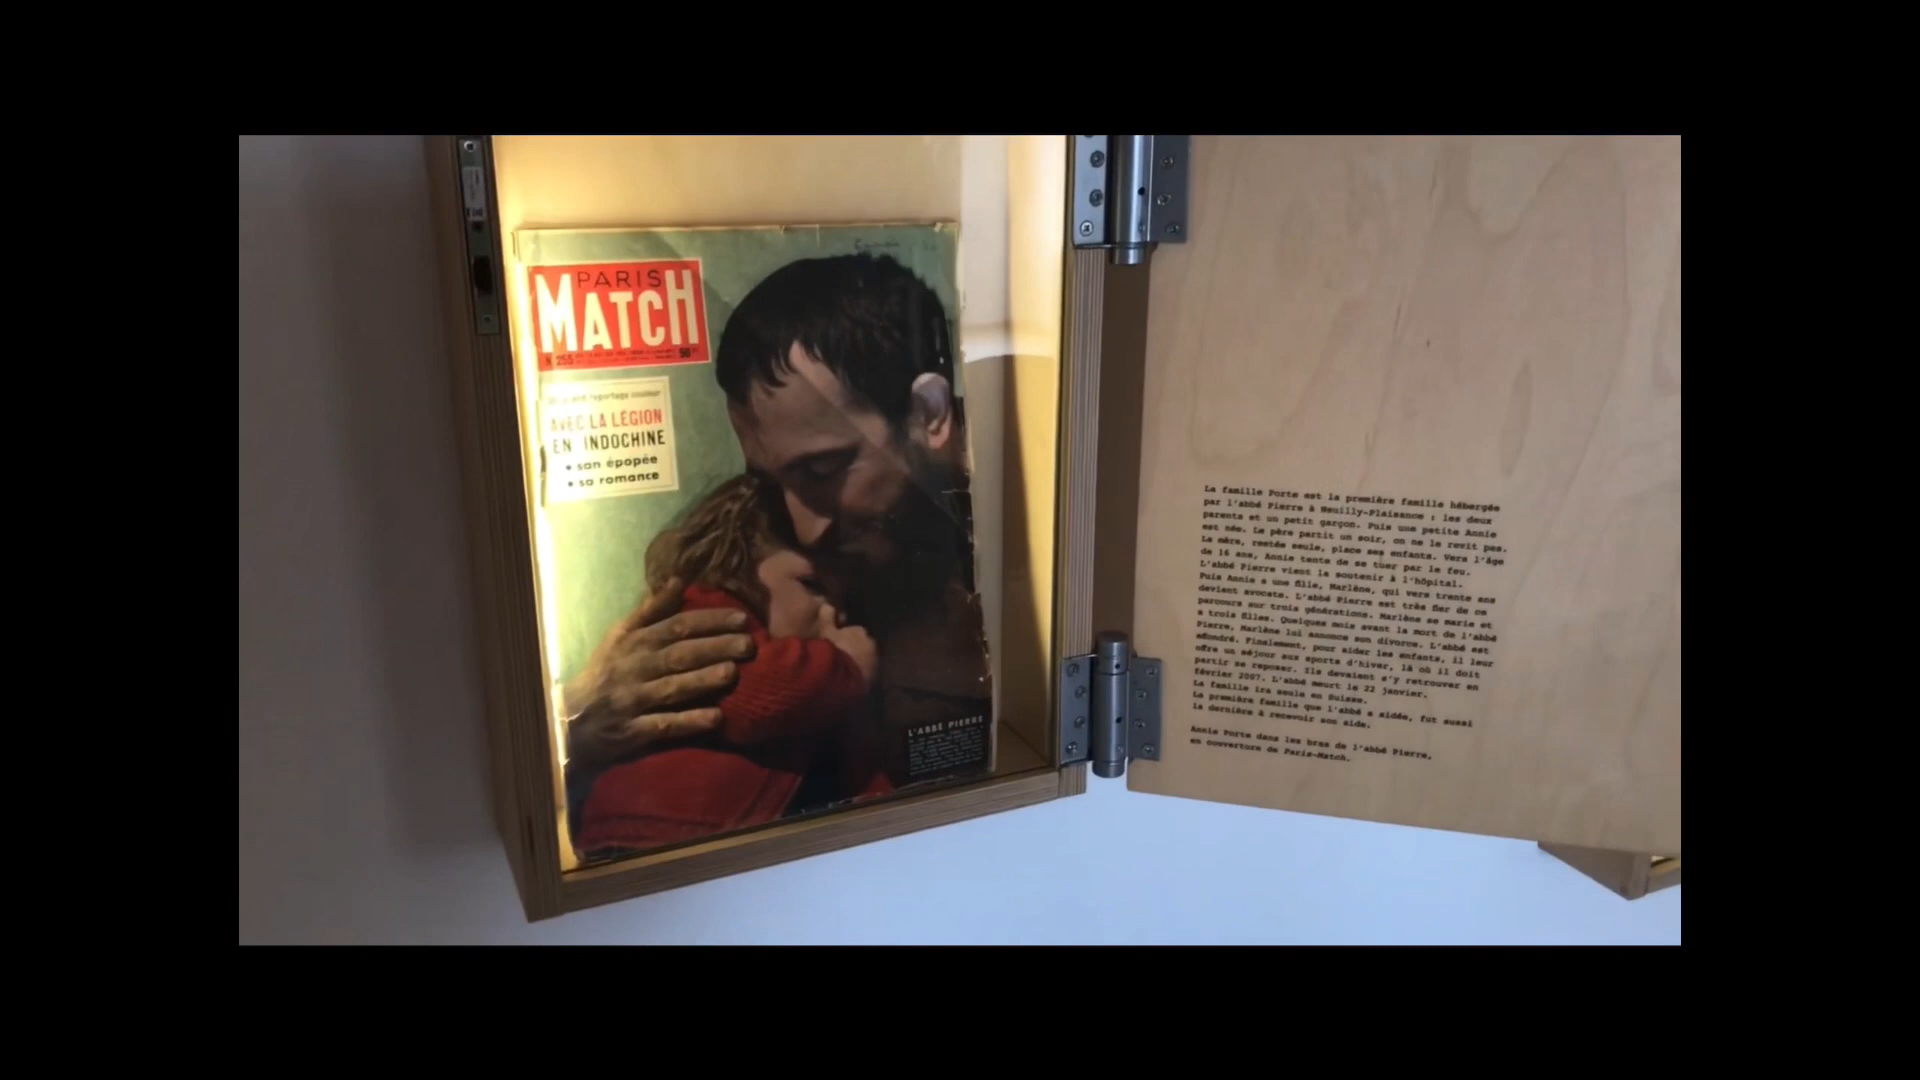 PARIS
MATCH
N° 255
50
grand reportage couleur
AVEC LA LÉGION
EN INDOCHINE
• son épopée
• sa romance
L'ABBÉ PIERRE
La famille Porte est la première famille hébergée
par l'abbé Pierre à Neuilly-Plaisance : les deux
parents et un petit garçon. Puis une petite Annie
est née. Le père partit un soir, on ne le revit pas.
La mère, restée seule, place ses enfants. Vers l'âge
de 16 ans, Annie tente de se tuer par le feu.
L'abbé Pierre vient la soutenir à l'hôpital.
Puis Annie a une fille, Marlène, qui vers trente ans
devient avocate. L'abbé Pierre est très fier de ce
parcours sur trois générations. Marlène se marie et
a trois filles. Quelques mois avant la mort de l'abbé
Pierre, Marlène lui annonce son divorce. L'abbé est
effondré. Finalement, pour aider les enfants, il leur
offre un séjour aux sports d'hiver, là où il doit
partir se reposer. Ils devaient s'y retrouver en
février 2007. L'abbé meurt le 22 janvier.
La famille ira seule en Suisse.
La première famille que l'abbé a aidée, fut aussi
la dernière à recevoir son aide.
Annie Porte dans les bras de l'abbé Pierre,
en couverture de Paris-Match.